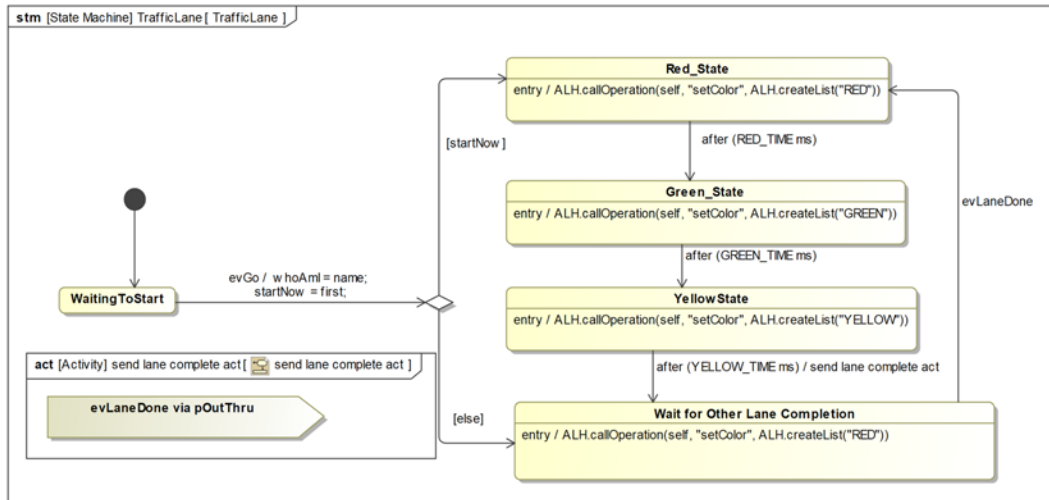 stm [State Machine] TrafficLane [ TrafficLane ]
Red_State
entry / ALH.callOperation(self, "setColor", ALH.createList("RED"))
[startNow ]
after (RED_TIME ms)
Green_State
entry / ALH.callOperation(self, "setColor", ALH.createList("GREEN"))
evLaneDone
after (GREEN_TIME ms)
evGo / whoAmI = name;
startNow = first;
WaitingToStart
YellowState
entry / ALH.callOperation(self, "setColor", ALH.createList("YELLOW"))
act [Activity] send lane complete act [ send lane complete act ]
after (YELLOW_TIME ms) / send lane complete act
evLaneDone via pOutThru
[else]
Wait for Other Lane Completion
entry / ALH.callOperation(self, "setColor", ALH.createList("RED"))